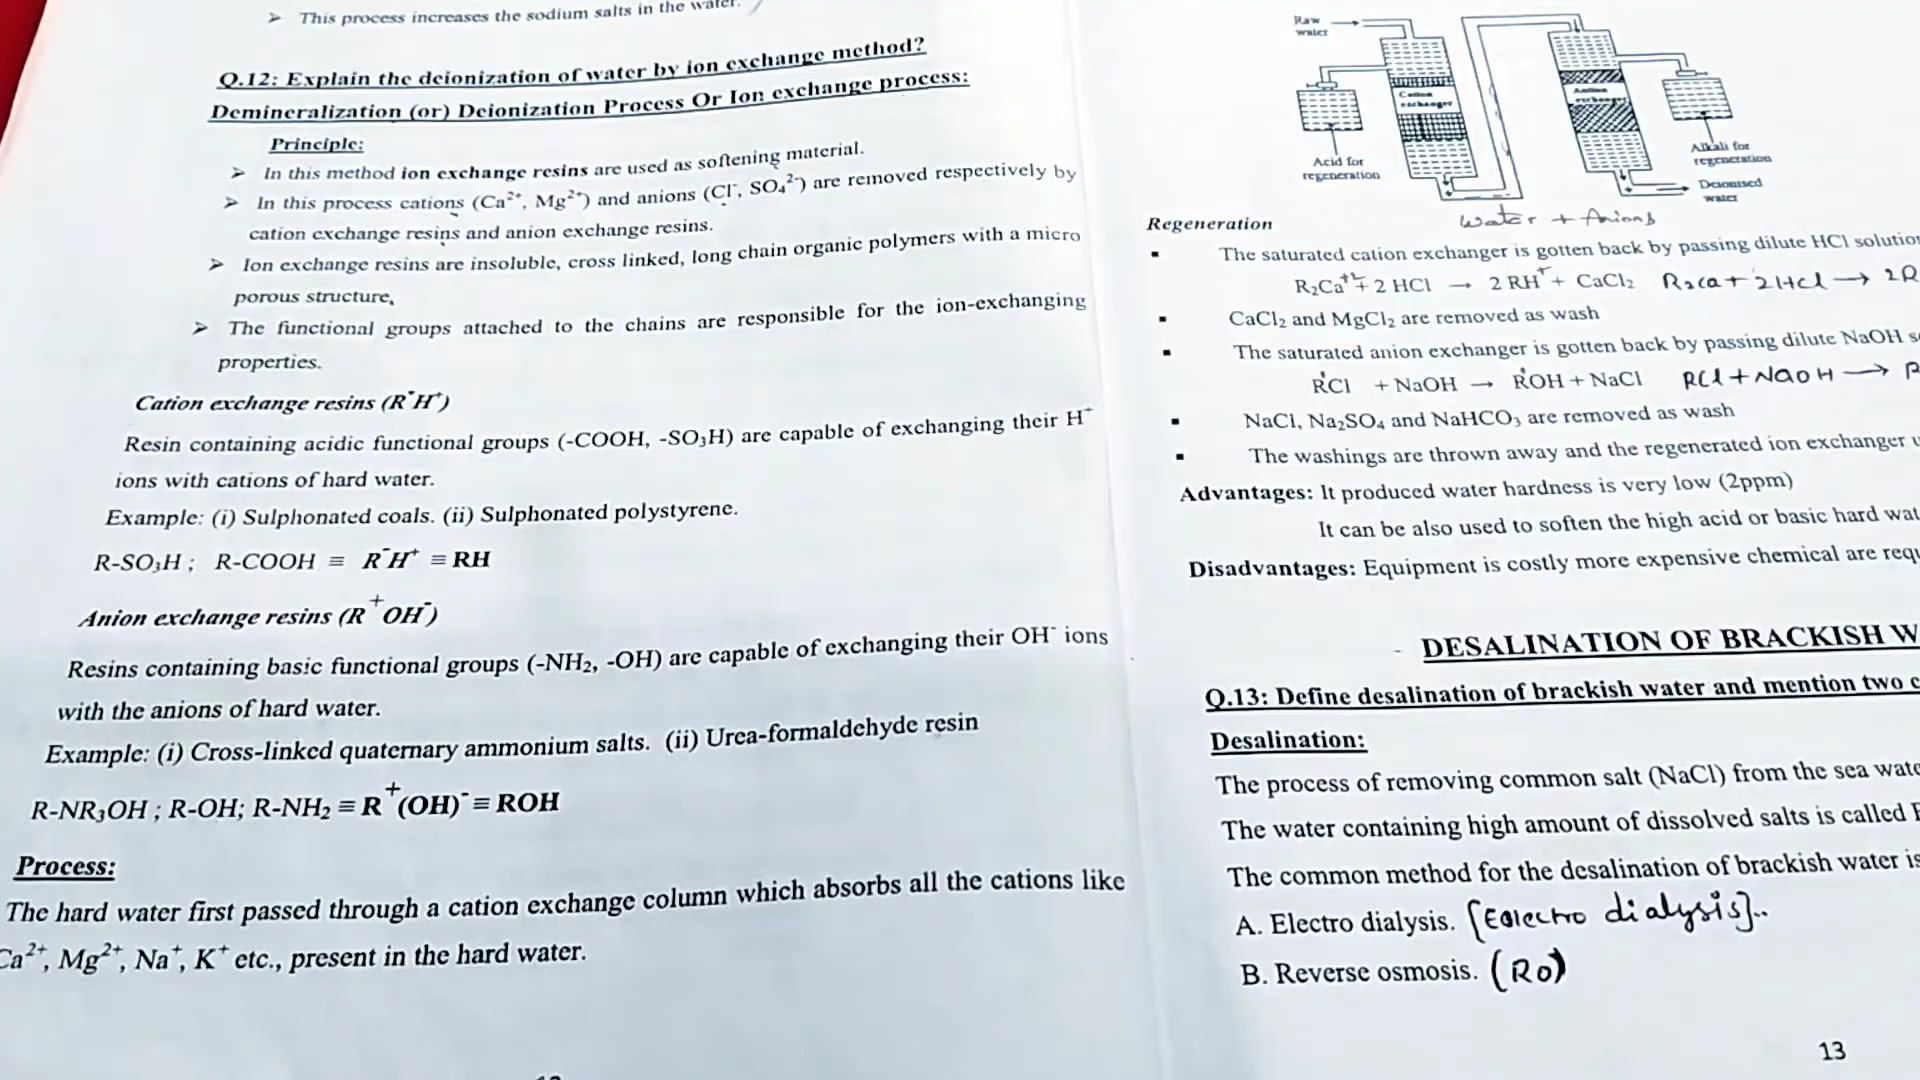 ➢ This process increases the sodium salts in the water.
Q.12: Explain the deionization of water by ion exchange method?
Demineralization (or) Deionization Process Or Ion exchange process:
Principle:
➢ In this method ion exchange resins are used as softening material.
➢ In this process cations (Ca²⁺, Mg²⁺) and anions (Cl⁻, SO₄²⁻) are removed respectively by
cation exchange resins and anion exchange resins.
➢ Ion exchange resins are insoluble, cross linked, long chain organic polymers with a micro
porous structure,
➢ The functional groups attached to the chains are responsible for the ion-exchanging
properties.
Cation exchange resins (R⁻H⁺)
Resin containing acidic functional groups (-COOH, -SO₃H) are capable of exchanging their H⁺
ions with cations of hard water.
Example: (i) Sulphonated coals. (ii) Sulphonated polystyrene.
R-SO₃H ; R-COOH ≡ R⁻H⁺ ≡ RH
Anion exchange resins (R⁺OH⁻)
Resins containing basic functional groups (-NH₂, -OH) are capable of exchanging their OH⁻ ions
with the anions of hard water.
Example: (i) Cross-linked quaternary ammonium salts. (ii) Urea-formaldehyde resin
R-NR₃OH ; R-OH; R-NH₂ ≡ R⁺(OH)⁻ ≡ ROH
Process:
The hard water first passed through a cation exchange column which absorbs all the cations like
Ca²⁺, Mg²⁺, Na⁺, K⁺ etc., present in the hard water.
Raw
water
Cation
exchanger
Anion
exchanger
Acid for
regeneration
Alkali for
regeneration
Deionised
water
water + Anions
Regeneration
▪ The saturated cation exchanger is gotten back by passing dilute HCl solution
R₂Ca⁺² + 2 HCl → 2 RH⁺ + CaCl₂ R₂ca + 2Hcl → 2R
▪ CaCl₂ and MgCl₂ are removed as wash
▪ The saturated anion exchanger is gotten back by passing dilute NaOH s
R'Cl + NaOH → R'OH + NaCl RCl + NaOH → R
▪ NaCl, Na₂SO₄ and NaHCO₃ are removed as wash
▪ The washings are thrown away and the regenerated ion exchanger u
Advantages: It produced water hardness is very low (2ppm)
It can be also used to soften the high acid or basic hard wat
Disadvantages: Equipment is costly more expensive chemical are requ
DESALINATION OF BRACKISH W
Q.13: Define desalination of brackish water and mention two c
Desalination:
The process of removing common salt (NaCl) from the sea wate
The water containing high amount of dissolved salts is called
The common method for the desalination of brackish water is
A. Electro dialysis. [Ealectro dialysis]..
B. Reverse osmosis. (RO)
13